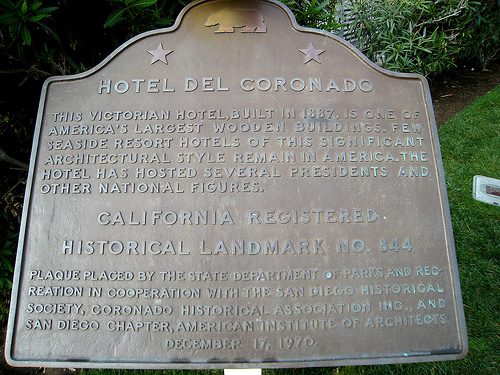 HOTEL DEL CORONADO
THIS VICTORIAN HOTEL, BUILT IN 1887, IS ONE OF
AMERICA'S LARGEST WOODEN BUILDINGS. FEW
SEASIDE RESORT HOTELS OF THIS SIGNIFICANT
ARCHITECTURAL STYLE REMAIN IN AMERICA. THE
HOTEL HAS HOSTED SEVERAL PRESIDENTS AND
OTHER NATIONAL FIGURES.
CALIFORNIA REGISTERED
HISTORICAL LANDMARK NO. 844
PLAQUE PLACED BY THE STATE DEPARTMENT OF PARKS AND REC-
REATION IN COOPERATION WITH THE SAN DIEGO HISTORICAL
SOCIETY, CORONADO HISTORICAL ASSOCIATION INC., AND
SAN DIEGO CHAPTER, AMERICAN INSTITUTE OF ARCHITECTS.
DECEMBER 17, 1970.